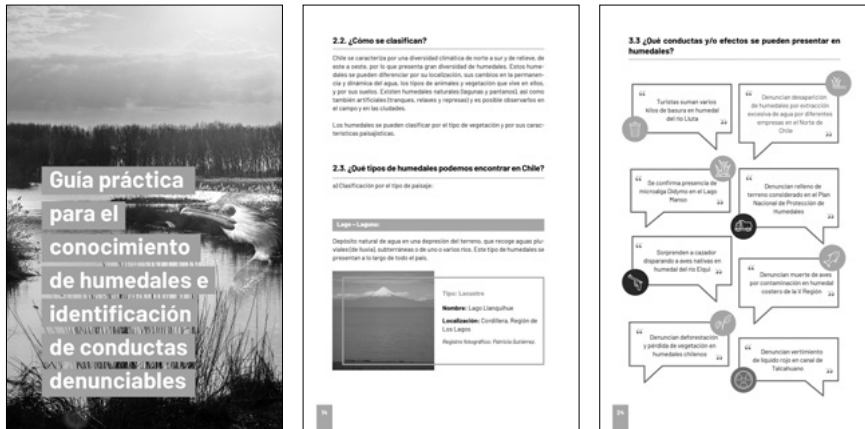 Guía práctica
para el
conocimiento
de humedales e
identificación
de conductas
denunciables
2.2. ¿Cómo se clasifican?
Chile se caracteriza por una diversidad climática de norte a sur y de relieve, de
este a oeste, por lo que presenta gran diversidad de humedales. Estos hume-
dales se pueden diferenciar por su localización, sus cambios en la permanen-
cia y dinámica del agua, los tipos de animales y vegetación que vive en ellos,
y por sus suelos. Existen humedales naturales (lagunas y pantanos), así como
también artificiales (tranques, relaves y represas) y es posible observarlos en
el campo y en las ciudades.
Los humedales se pueden clasificar por el tipo de vegetación y por sus carac-
terísticas paisajísticas.
2.3. ¿Qué tipos de humedales podemos encontrar en Chile?
a) Clasificación por el tipo de paisaje:
Lago - Laguna:
Depósito natural de agua en una depresión del terreno, que recoge aguas plu-
viales (de lluvia), subterráneas o de uno o varios ríos. Este tipo de humedales se
presentan a lo largo de todo el país.
Tipo: Lacustre
Nombre: Lago Llanquihue
Localización: Cordillera, Región de
Los Lagos
Registro fotográfico: Patricio Gutiérrez.
14
3.3 ¿Qué conductas y/o efectos se pueden presentar en
humedales?
“ Turistas suman varios
kilos de basura en humedal
del río Lluta ”
“ Denuncian desaparición
de humedales por extracción
excesiva de agua por diferentes
empresas en el Norte de
Chile ”
“ Se confirma presencia de
microalga Didymo en el Lago
Manso ”
“ Denuncian relleno de
terreno considerado en el Plan
Nacional de Protección de
Humedales ”
“ Sorprenden a cazador
disparando a aves nativas en
humedal del río Elqui ”
“ Denuncian muerte de aves
por contaminación en humedal
costero de la V Región ”
“ Denuncian deforestación
y pérdida de vegetación en
humedales chilenos ”
“ Denuncian vertimiento
de líquido rojo en canal de
Talcahuano ”
24